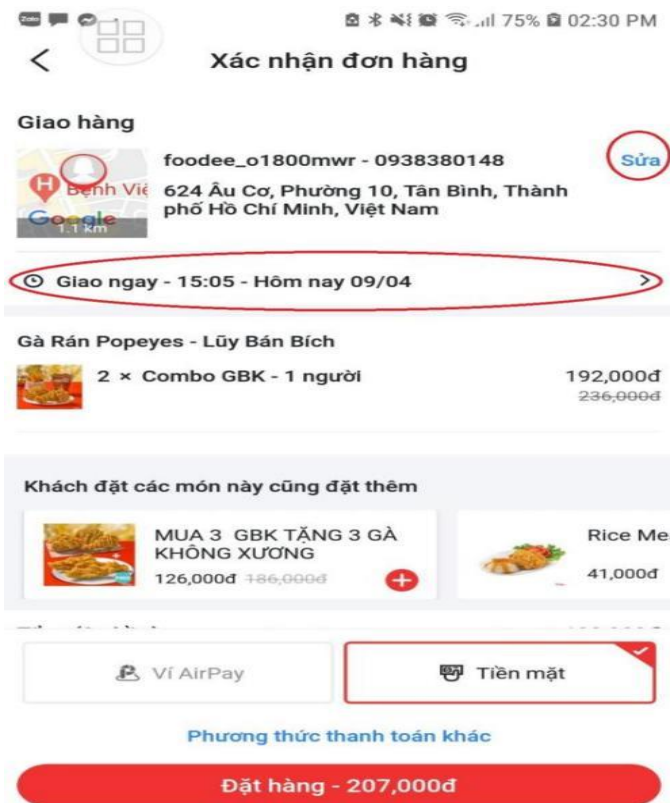 Zalo
75% 02:30 PM
Xác nhận đơn hàng
Giao hàng
foodee_o1800mwr - 0938380148
Sửa
H Bệnh Việ
624 Âu Cơ, Phường 10, Tân Bình, Thành
phố Hồ Chí Minh, Việt Nam
Google
1.1 km
Giao ngay - 15:05 - Hôm nay 09/04
Gà Rán Popeyes - Lũy Bán Bích
2 × Combo GBK - 1 người
192,000đ
236,000đ
Khách đặt các món này cũng đặt thêm
MUA 3 GBK TẶNG 3 GÀ
KHÔNG XƯƠNG
126,000đ 186,000đ
Rice Me
41,000đ
Ví AirPay
Tiền mặt
Phương thức thanh toán khác
Đặt hàng - 207,000đ